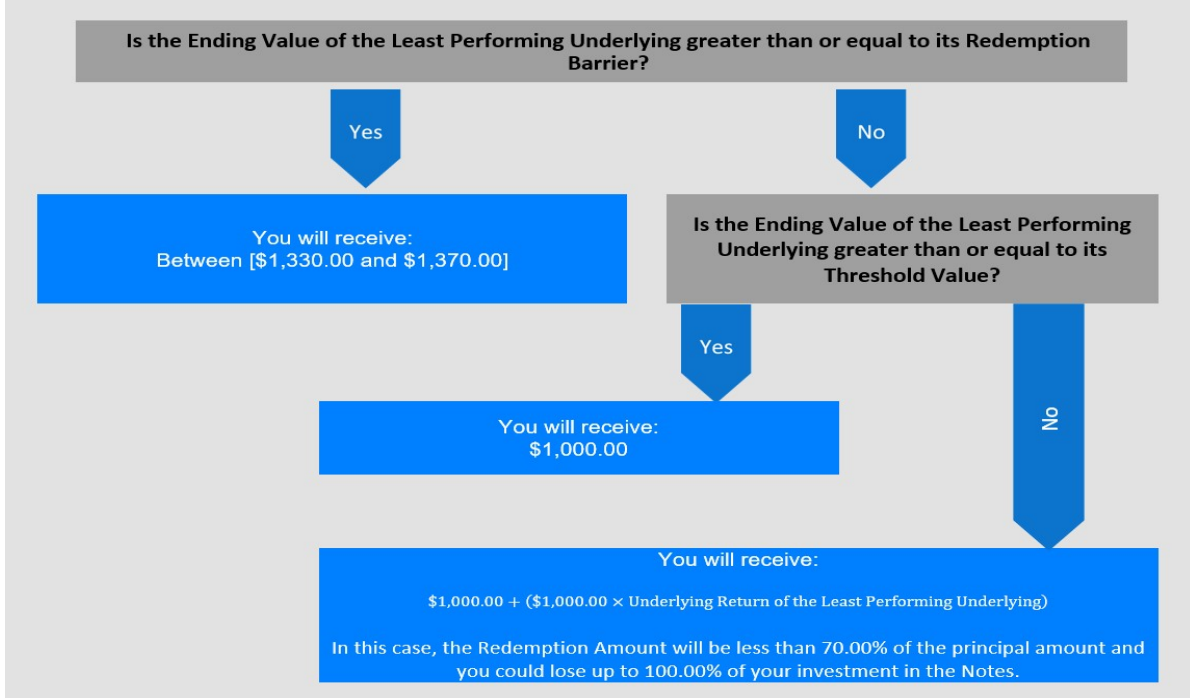 Is the Ending Value of the Least Performing Underlying greater than or equal to its Redemption
Barrier?
Yes
No
You will receive:
Between [$1,330.00 and $1,370.00]
Is the Ending Value of the Least Performing
Underlying greater than or equal to its
Threshold Value?
Yes
No
You will receive:
$1,000.00
You will receive:
$1,000.00 + ($1,000.00 × Underlying Return of the Least Performing Underlying)
In this case, the Redemption Amount will be less than 70.00% of the principal amount and
you could lose up to 100.00% of your investment in the Notes.